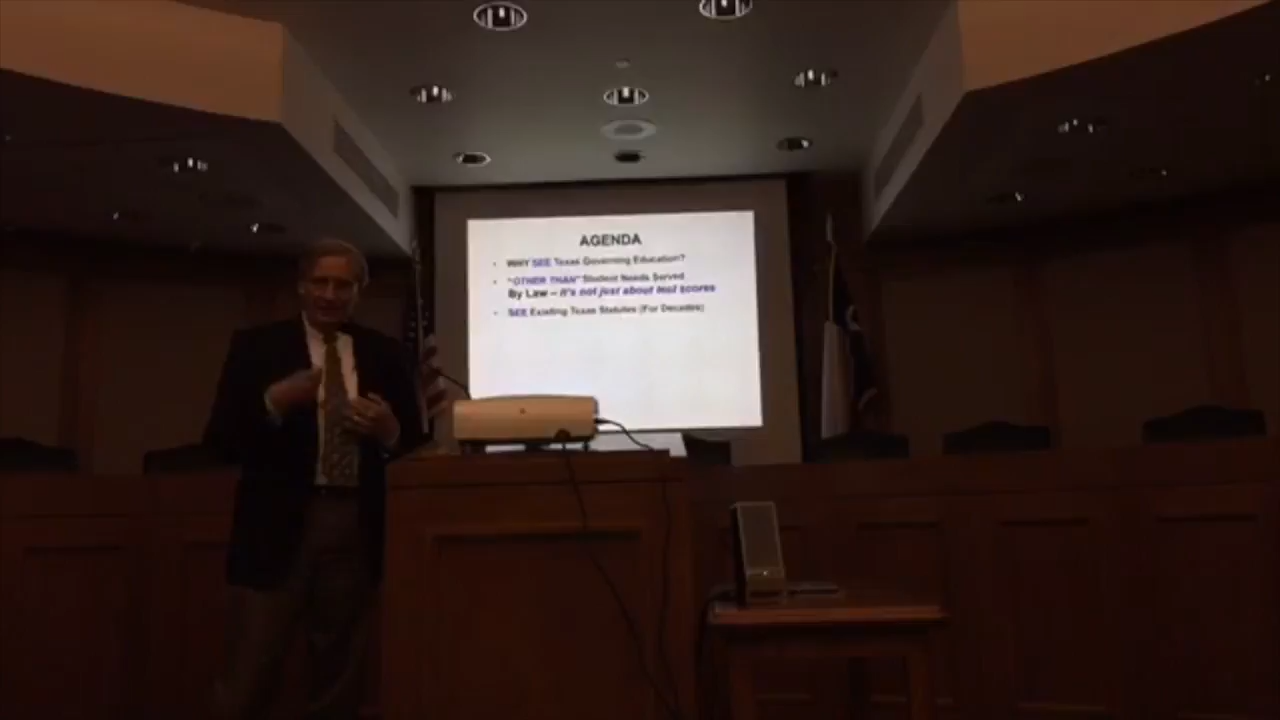 AGENDA
• WHY SEE Texas Governing Education?
• "OTHER THAN" Student Needs Served
By Law – it's not just about test scores
• SEE Existing Texas Statutes (For Decades)